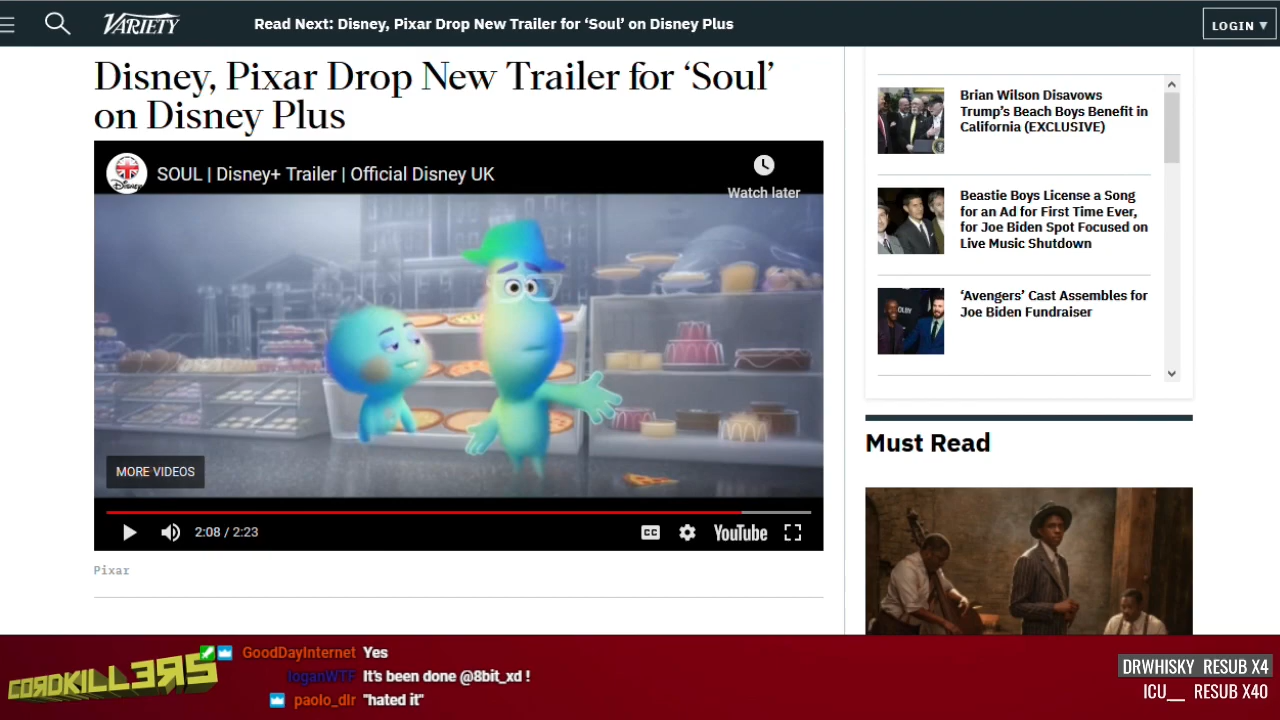 VARIETY
Read Next: Disney, Pixar Drop New Trailer for ‘Soul’ on Disney Plus
LOGIN
Disney, Pixar Drop New Trailer for ‘Soul’
on Disney Plus
Disney
SOUL | Disney+ Trailer | Official Disney UK
Watch later
MORE VIDEOS
2:08 / 2:23
CC
YouTube
Pixar
Brian Wilson Disavows
Trump’s Beach Boys Benefit in
California (EXCLUSIVE)
Beastie Boys License a Song
for an Ad for First Time Ever,
for Joe Biden Spot Focused on
Live Music Shutdown
‘Avengers’ Cast Assembles for
Joe Biden Fundraiser
Must Read
CORDKILLERS
GoodDayInternet Yes
loganWTF It's been done @8bit_xd !
paolo_dlr "hated it"
DRWHISKY RESUB X4
ICU__ RESUB X40